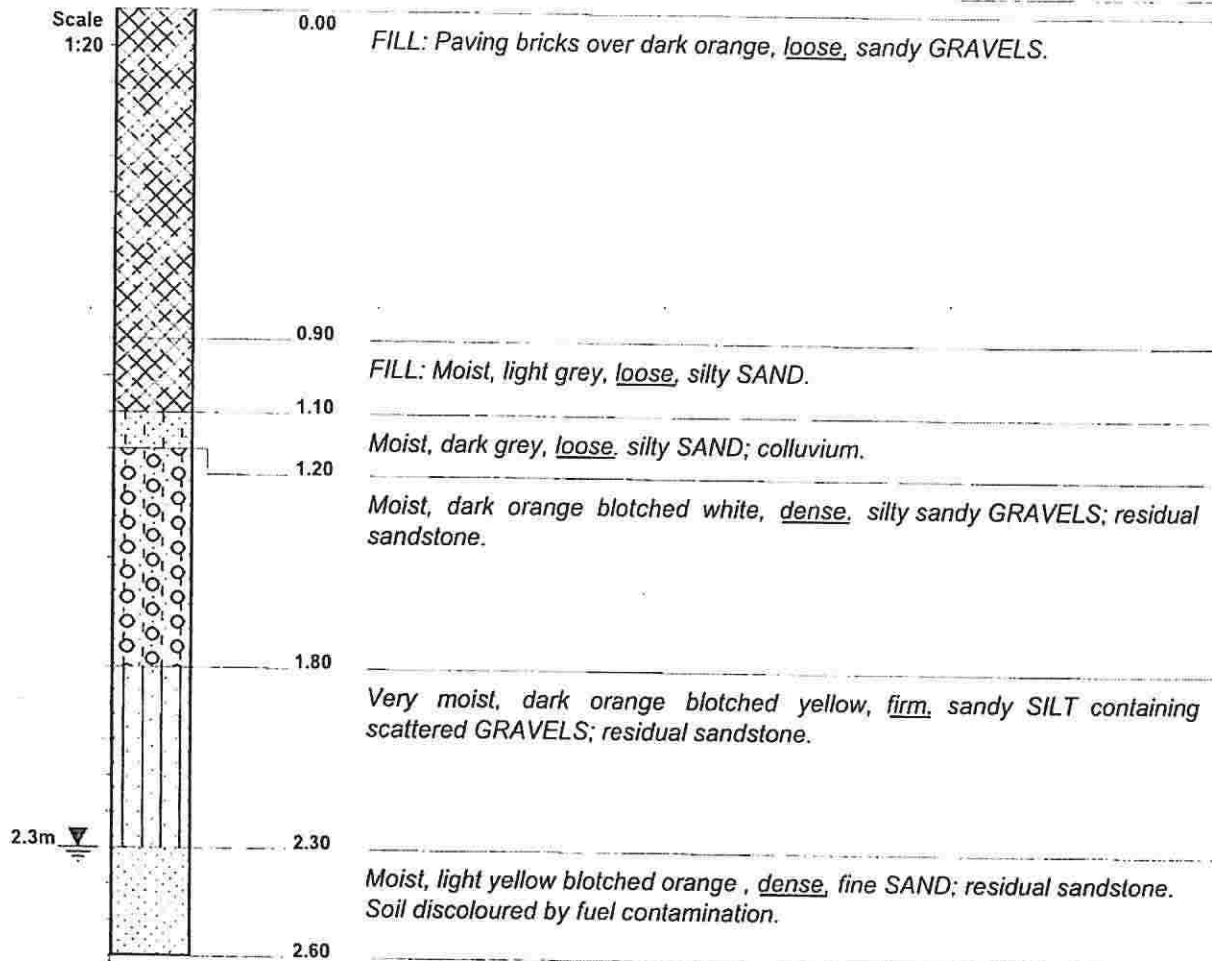 Scale
1:20
0.00
FILL: Paving bricks over dark orange, loose, sandy GRAVELS.
0.90
FILL: Moist, light grey, loose, silty SAND.
1.10
Moist, dark grey, loose. silty SAND; colluvium.
1.20
Moist, dark orange blotched white, dense. silty sandy GRAVELS; residual
sandstone.
1.80
Very moist, dark orange blotched yellow, firm. sandy SILT containing
scattered GRAVELS; residual sandstone.
2.3m
2.30
Moist, light yellow blotched orange , dense, fine SAND; residual sandstone.
Soil discoloured by fuel contamination.
2.60